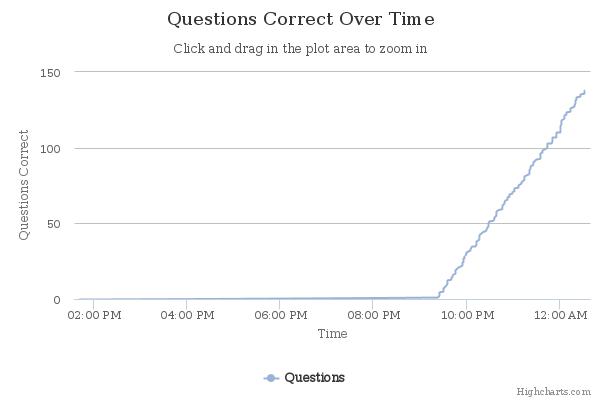 Questions Correct Over Time
Click and drag in the plot area to zoom in
Questions Correct
150
100
50
0
02:00 PM 04:00 PM 06:00 PM 08:00 PM 10:00 PM 12:00 AM
Time
Questions
Highcharts.com